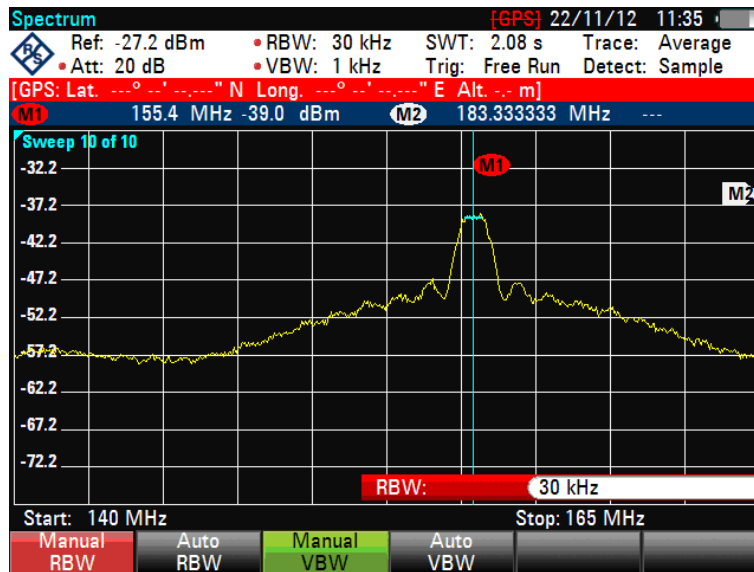 Spectrum [GPS] 22/11/12 11:35
Ref: -27.2 dBm RBW: 30 kHz SWT: 2.08 s Trace: Average
Att: 20 dB VBW: 1 kHz Trig: Free Run Detect: Sample
[GPS: Lat. ---° --' --.---" N Long. ---° --' --.---" E Alt. -.- m]
M1 155.4 MHz -39.0 dBm M2 183.333333 MHz ---
Sweep 10 of 10
-32.2
M1
-37.2
M2
-42.2
-47.2
-52.2
-57.2
-62.2
-67.2
-72.2
RBW: 30 kHz
Start: 140 MHz Stop: 165 MHz
Manual RBW
Auto RBW
Manual VBW
Auto VBW